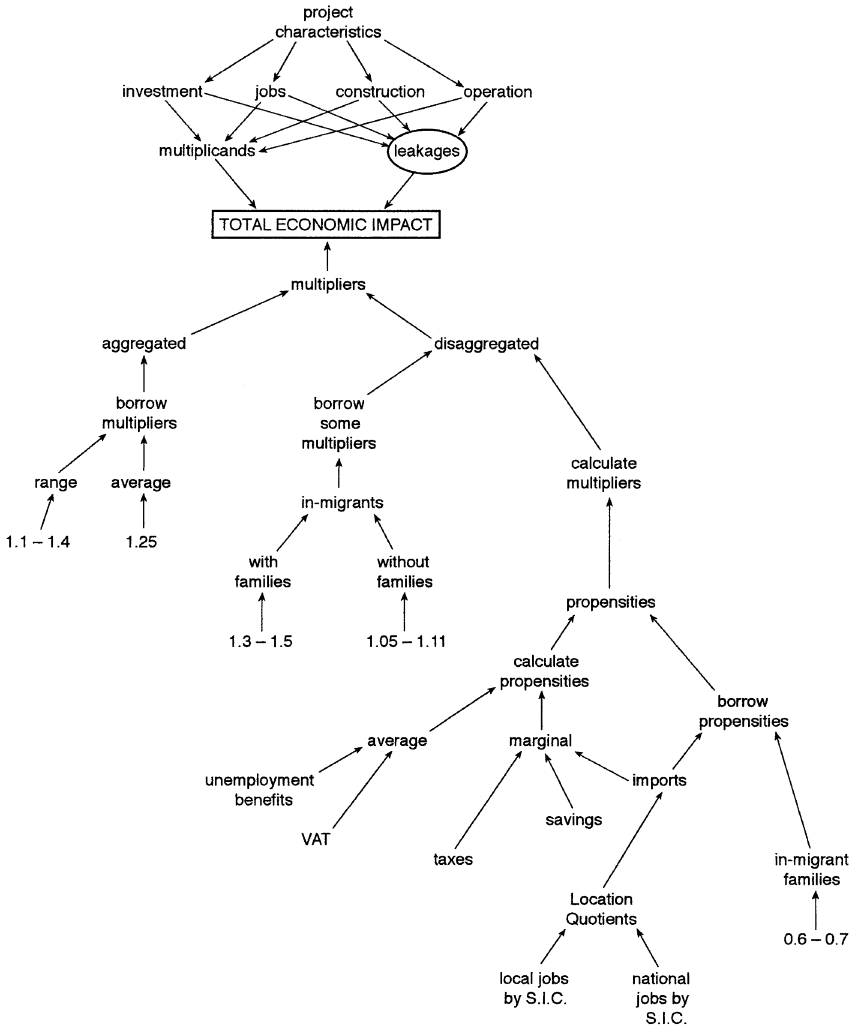 project
characteristics
investment jobs construction operation
multiplicands leakages
TOTAL ECONOMIC IMPACT
multipliers
aggregated disaggregated
borrow
multipliers
borrow
some
multipliers
calculate
multipliers
range average
in-migrants
1.1 – 1.4 1.25
with
families
without
families
propensities
1.3 – 1.5 1.05 – 1.11
calculate
propensities
borrow
propensities
average marginal
unemployment
benefits
imports
savings
VAT
taxes
in-migrant
families
Location
Quotients
0.6 – 0.7
local jobs
by S.I.C.
national
jobs by
S.I.C.